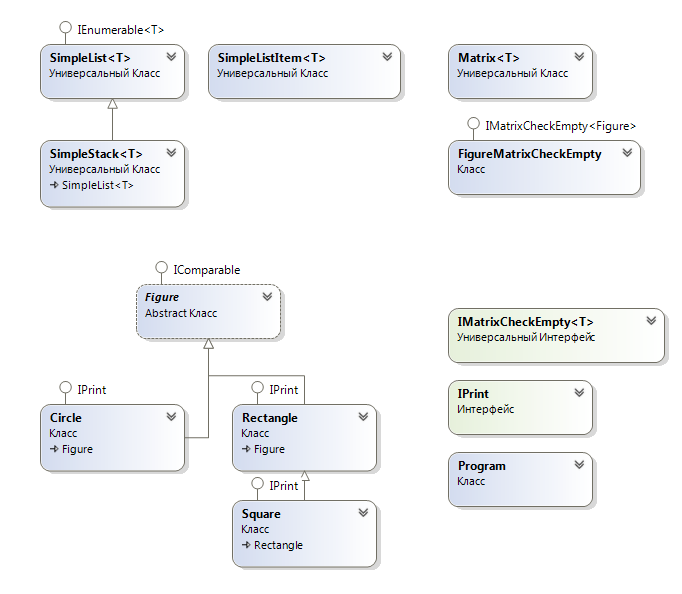 IEnumerable<T>
SimpleList<T>
Универсальный Класс
SimpleListItem<T>
Универсальный Класс
Matrix<T>
Универсальный Класс
IMatrixCheckEmpty<Figure>
SimpleStack<T>
Универсальный Класс
SimpleList<T>
FigureMatrixCheckEmpty
Класс
IComparable
Figure
Abstract Класс
IMatrixCheckEmpty<T>
Универсальный Интерфейс
IPrint
Circle
Класс
Figure
IPrint
Rectangle
Класс
Figure
IPrint
Интерфейс
IPrint
Square
Класс
Rectangle
Program
Класс